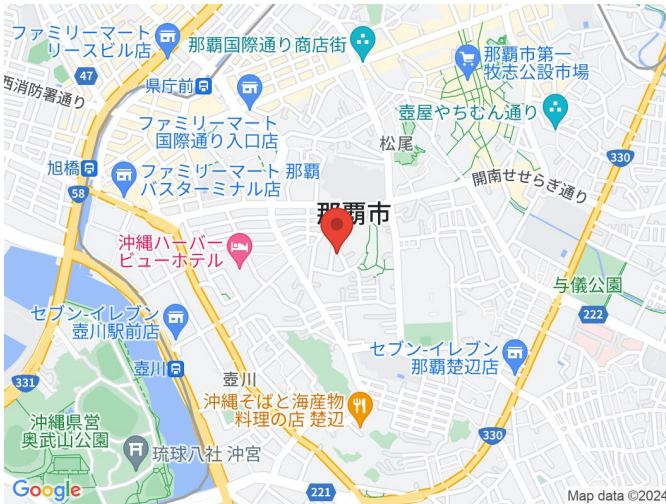 ファミリーマート
リースビル店
那覇国際通り商店街
47
西消防署通り
県庁前
那覇市第一
牧志公設市場
ファミリーマート
国際通り入口店
壺屋やちむん通り
松尾
330
旭橋
ファミリーマート 那覇
バスターミナル店
58
開南せせらぎ通り
那覇市
沖縄ハーバー
ビューホテル
与儀公園
セブン-イレブン
壺川駅前店
222
セブン-イレブン
那覇楚辺店
壺川
331
壺川
沖縄そばと海産物
料理の店 楚辺
沖縄県営
奥武山公園
330
琉球八社 沖宮
221
Google
Map data ©2024